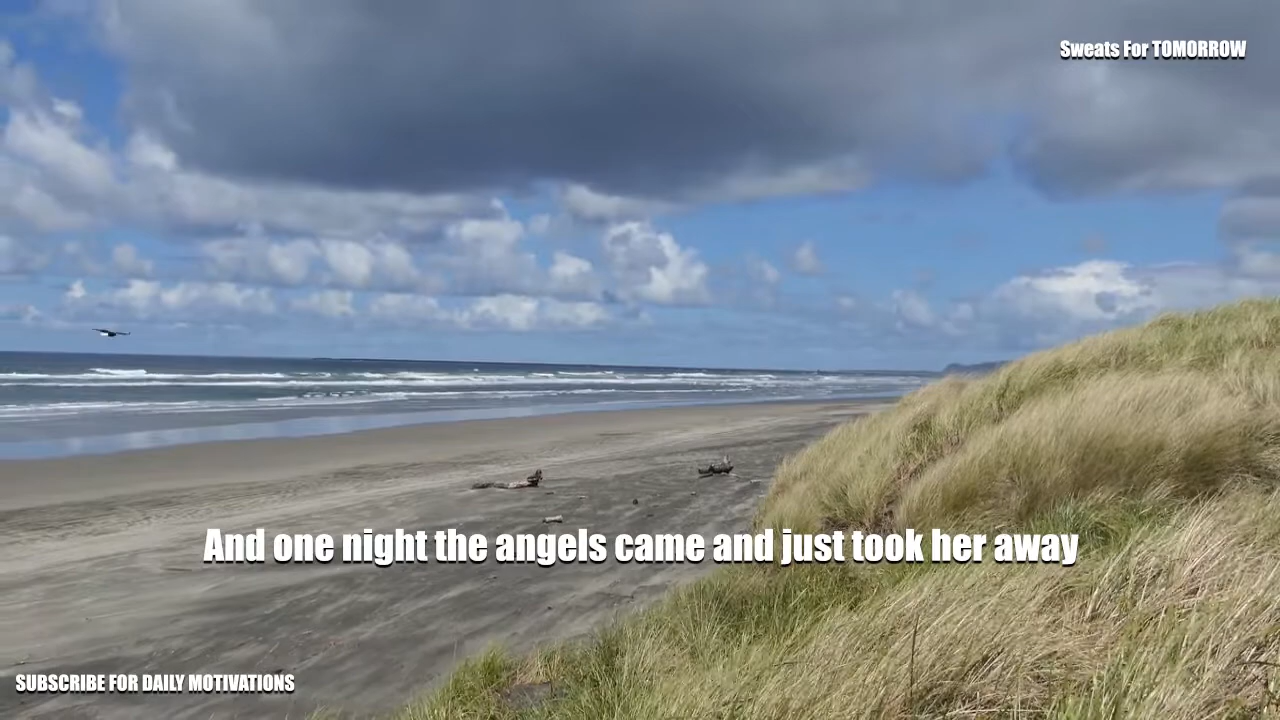 Sweats For TOMORROW
And one night the angels came and just took her away
SUBSCRIBE FOR DAILY MOTIVATIONS